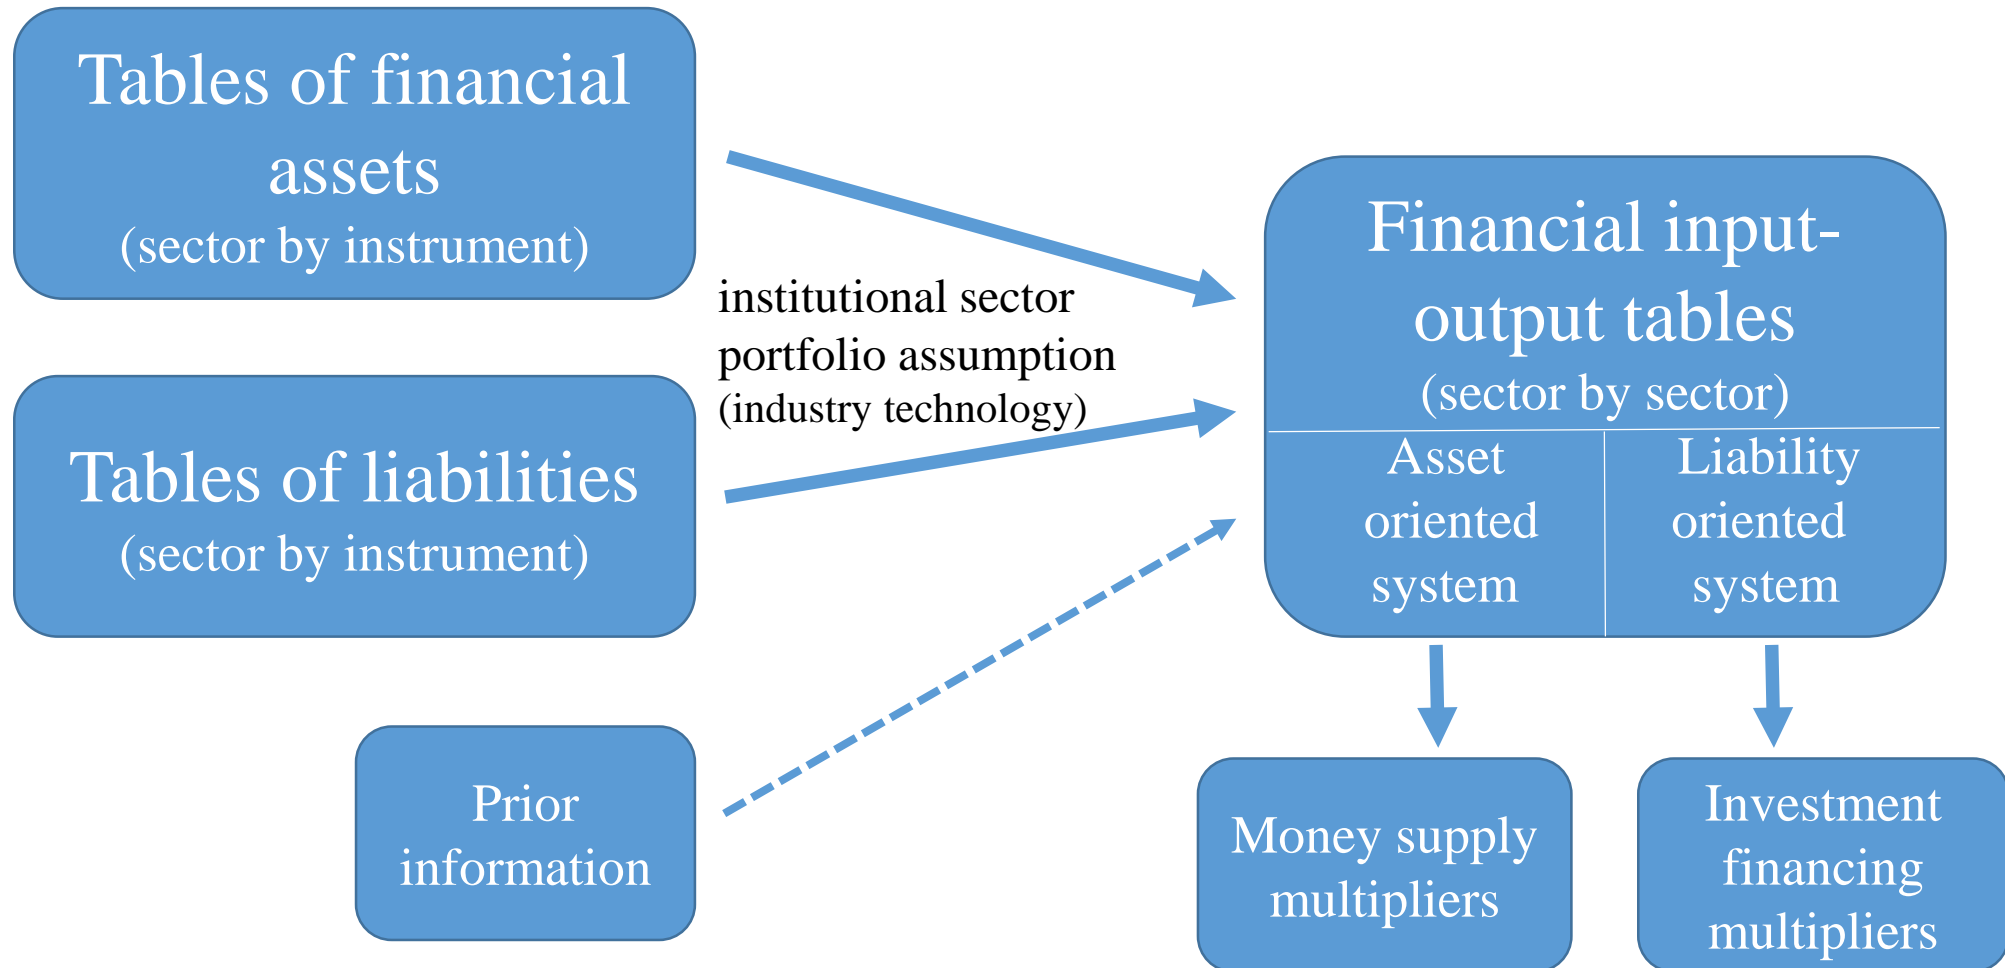 Tables of financial
assets
(sector by instrument)
institutional sector
portfolio assumption
(industry technology)
Tables of liabilities
(sector by instrument)
Prior
information
Financial input-
output tables
(sector by sector)
Asset
oriented
system
Liability
oriented
system
Money supply
multipliers
Investment
financing
multipliers